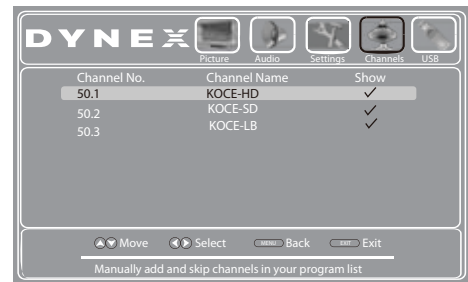 DYNEX
Picture Audio Settings Channels USB
Channel No. Channel Name Show
50.1 KOCE-HD ✓
50.2 KOCE-SD ✓
50.3 KOCE-LB ✓
Move Select MENU Back EXIT Exit
Manually add and skip channels in your program list